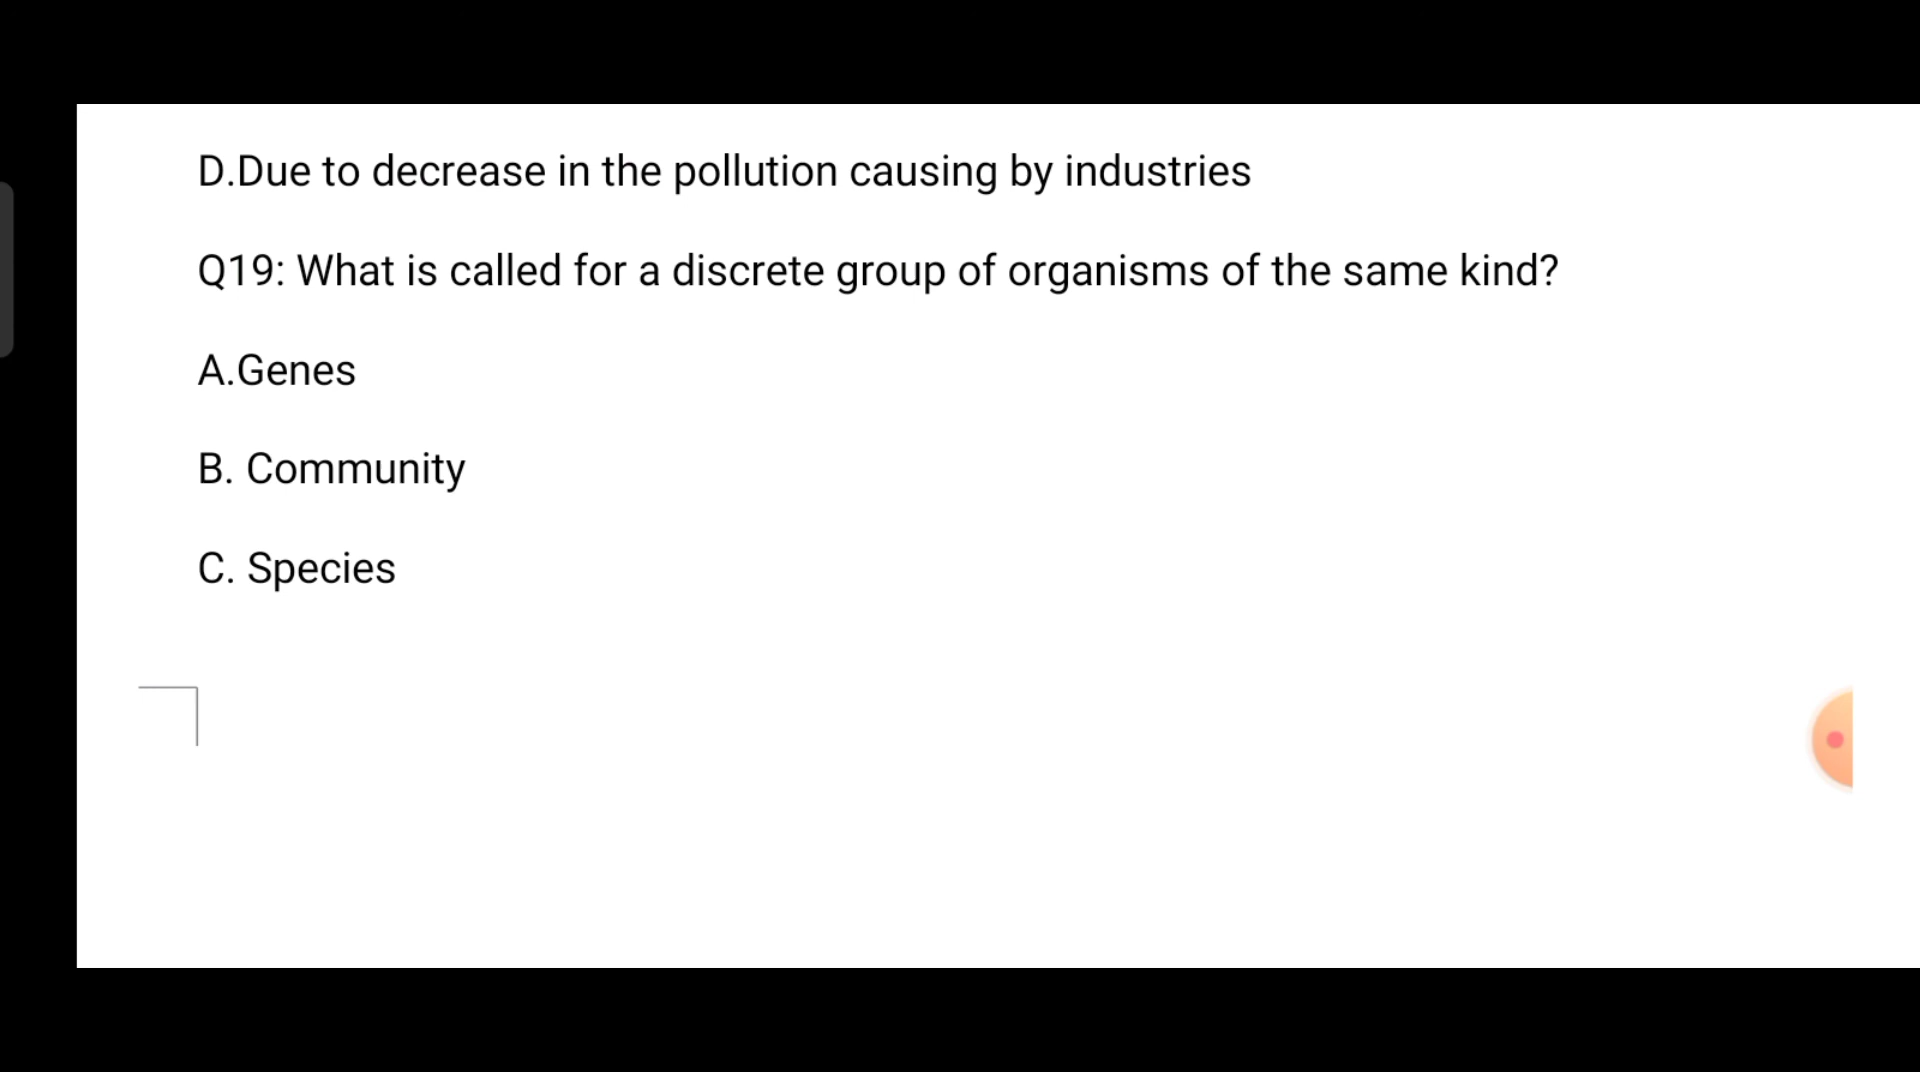 D.Due to decrease in the pollution causing by industries
Q19: What is called for a discrete group of organisms of the same kind?
A.Genes
B. Community
C. Species